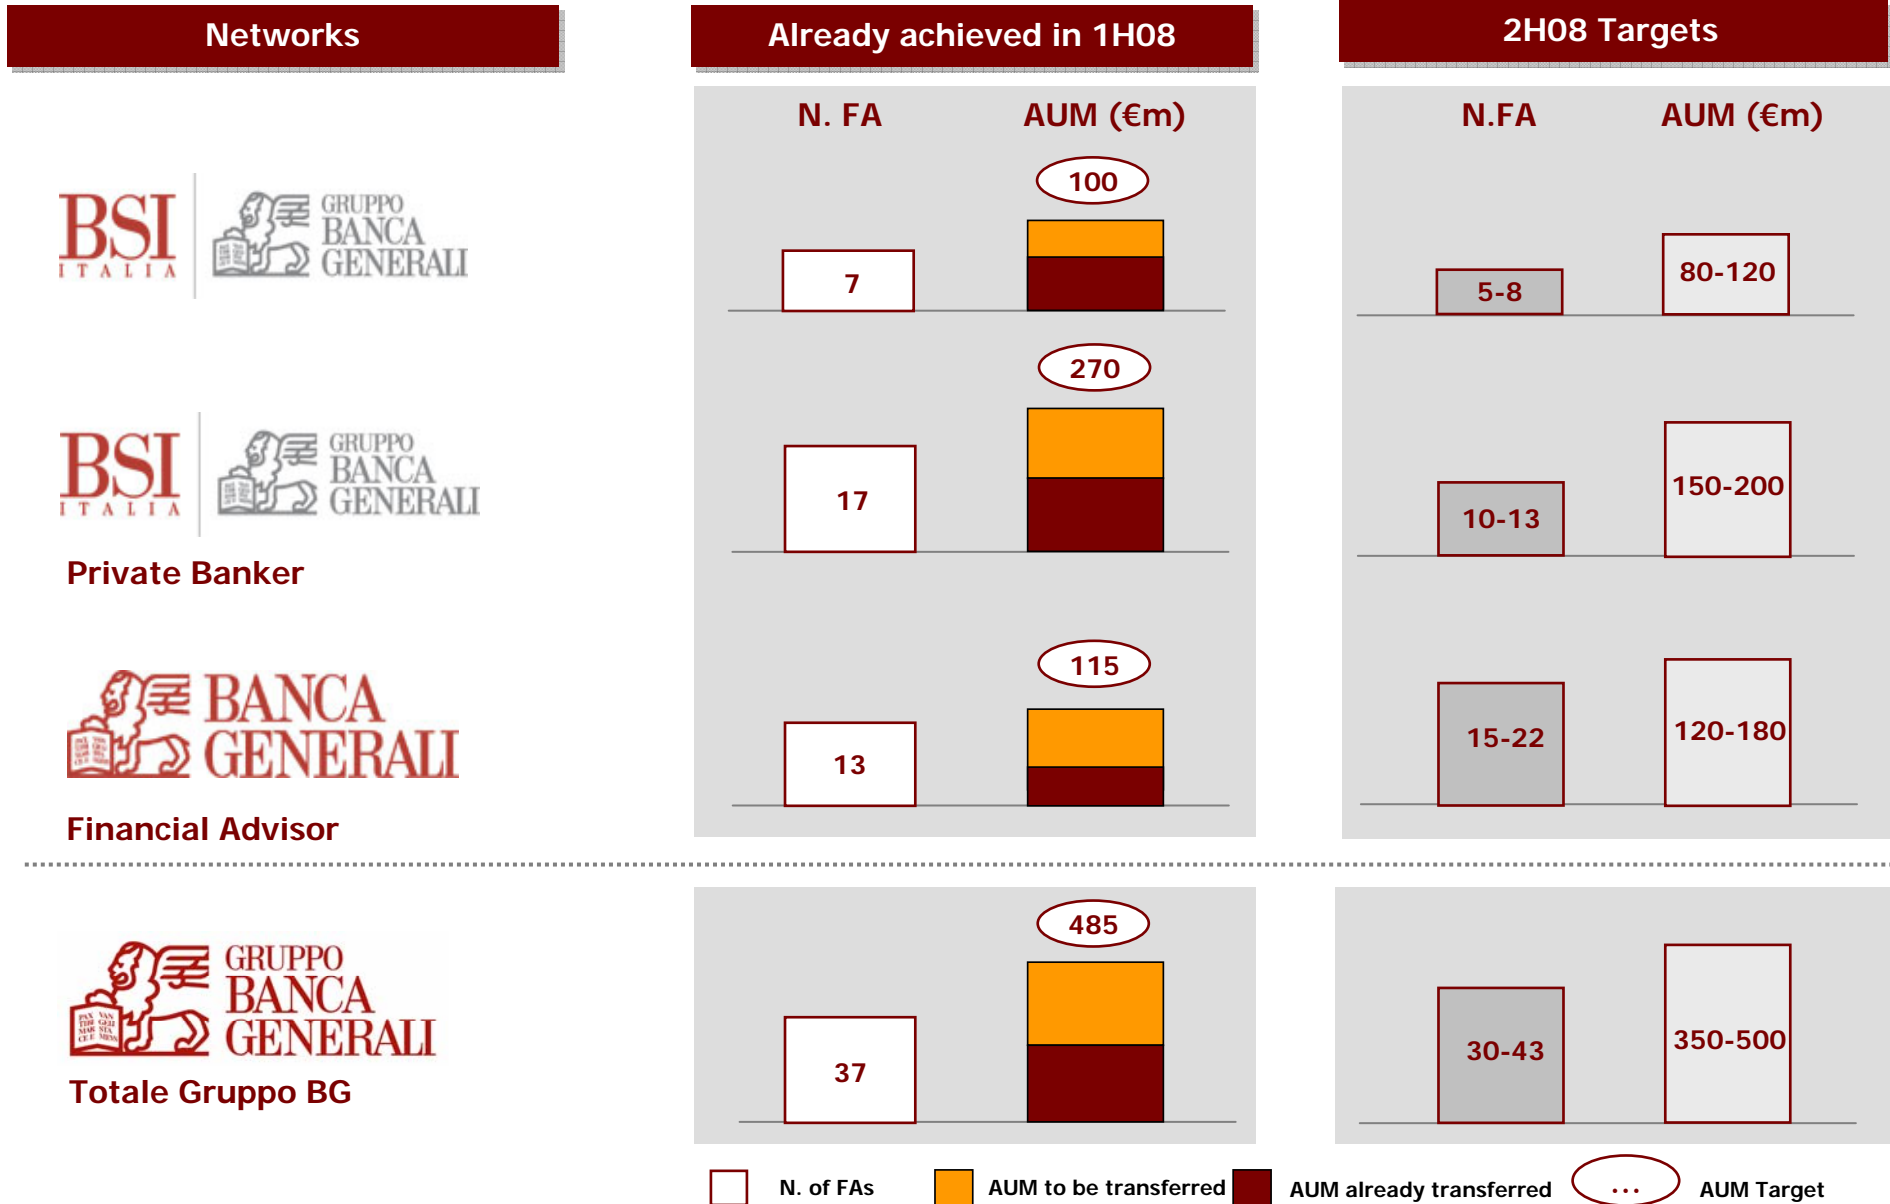 Networks
Already achieved in 1H08
2H08 Targets
N. FA
AUM (€m)
N.FA
AUM (€m)
BSI
ITALIA
GRUPPO
BANCA
GENERALI
7
100
5-8
80-120
BSI
ITALIA
GRUPPO
BANCA
GENERALI
Private Banker
17
270
10-13
150-200
BANCA
GENERALI
Financial Advisor
13
115
15-22
120-180
GRUPPO
BANCA
GENERALI
Totale Gruppo BG
37
485
30-43
350-500
N. of FAs
AUM to be transferred
AUM already transferred
...
AUM Target